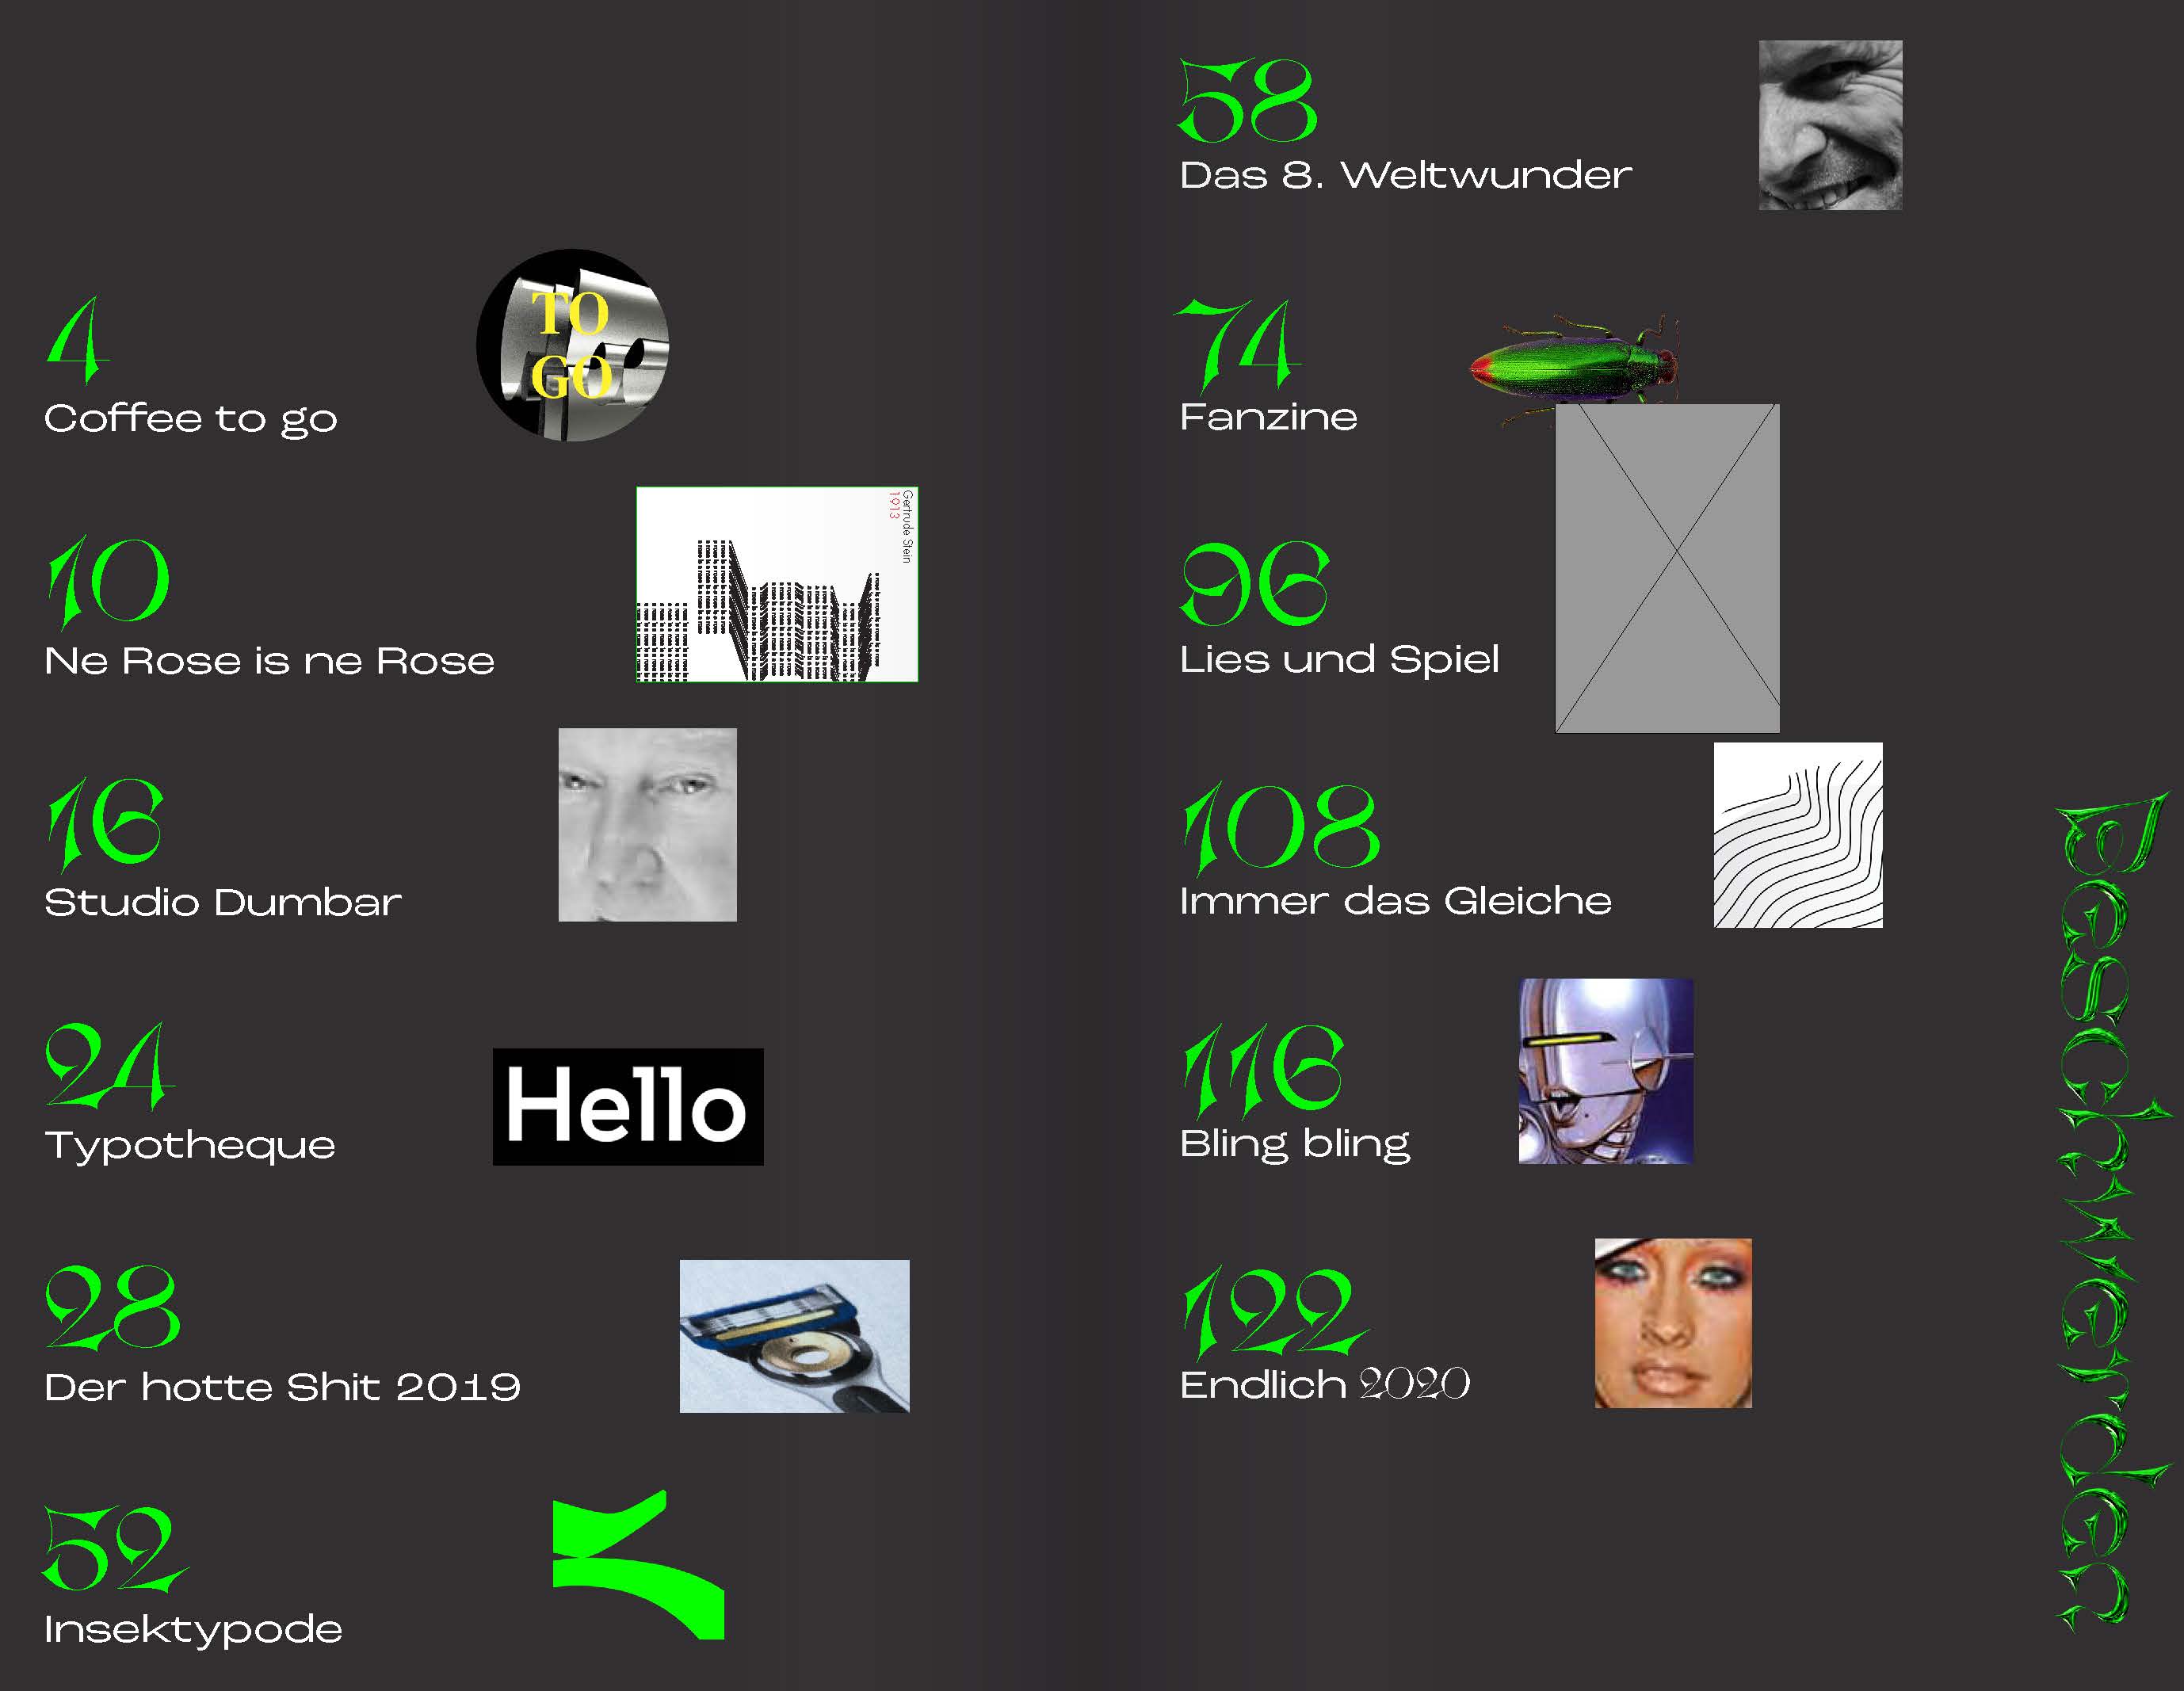 4
Coffee to go
TO
GO
10
Ne Rose is ne Rose
Gertrude Stein
1913
16
Studio Dumbar
24
Typotheque
Hello
28
Der hotte Shit 2019
52
Insektypode
58
Das 8. Weltwunder
74
Fanzine
96
Lies und Spiel
108
Immer das Gleiche
116
Bling bling
122
Endlich 2020
Beschwerden